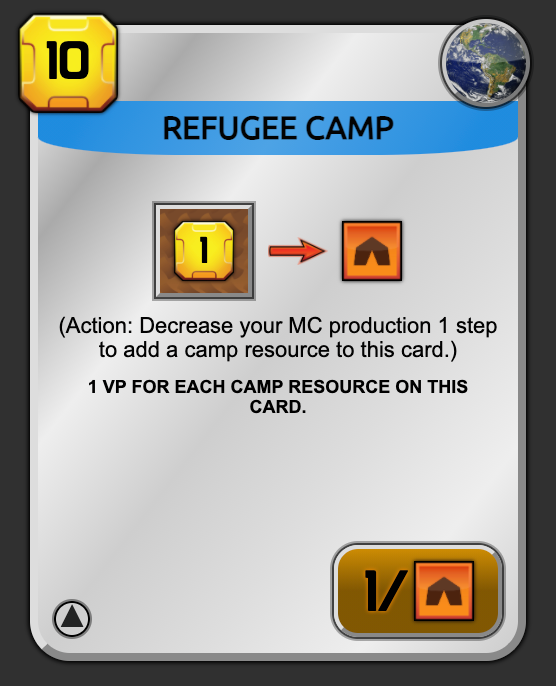 10
REFUGEE CAMP
1
(Action: Decrease your MC production 1 step
to add a camp resource to this card.)
1 VP FOR EACH CAMP RESOURCE ON THIS
CARD.
1/